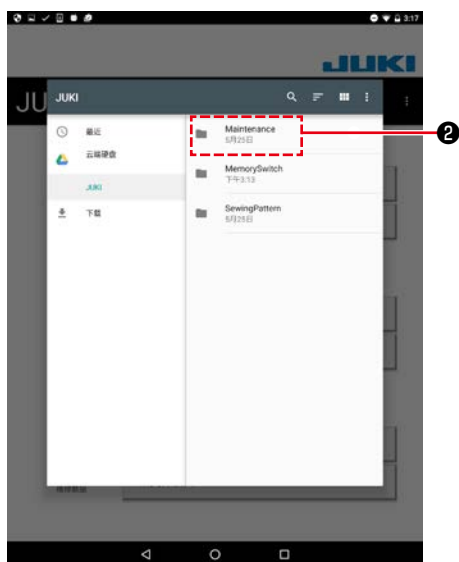 3:17
JUKI
JU
JUKI
最近
云端硬盘
JUKI
下载
Maintenance
5月25日
MemorySwitch
下午3:13
SewingPattern
5月25日
❷